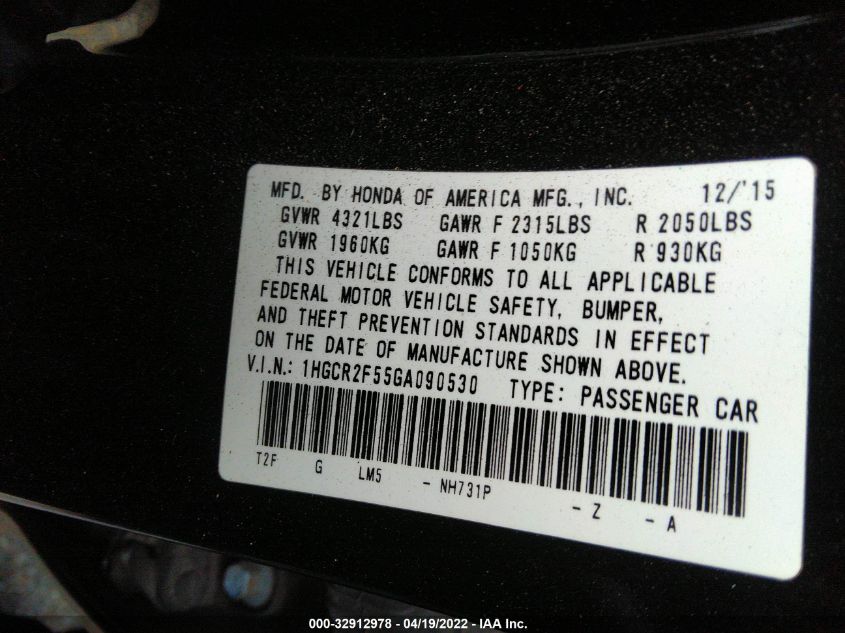 MFD. BY HONDA OF AMERICA MFG., INC. 12/'15
GVWR 4321LBS GAWR F 2315LBS R 2050LBS
GVWR 1960KG GAWR F 1050KG R 930KG
THIS VEHICLE CONFORMS TO ALL APPLICABLE
FEDERAL MOTOR VEHICLE SAFETY, BUMPER,
AND THEFT PREVENTION STANDARDS IN EFFECT
ON THE DATE OF MANUFACTURE SHOWN ABOVE.
V.I.N.: 1HGCR2F55GA090530 TYPE: PASSENGER CAR
T2F G LM5 - NH731P - Z - A
000-32912978 - 04/19/2022 - IAA Inc.